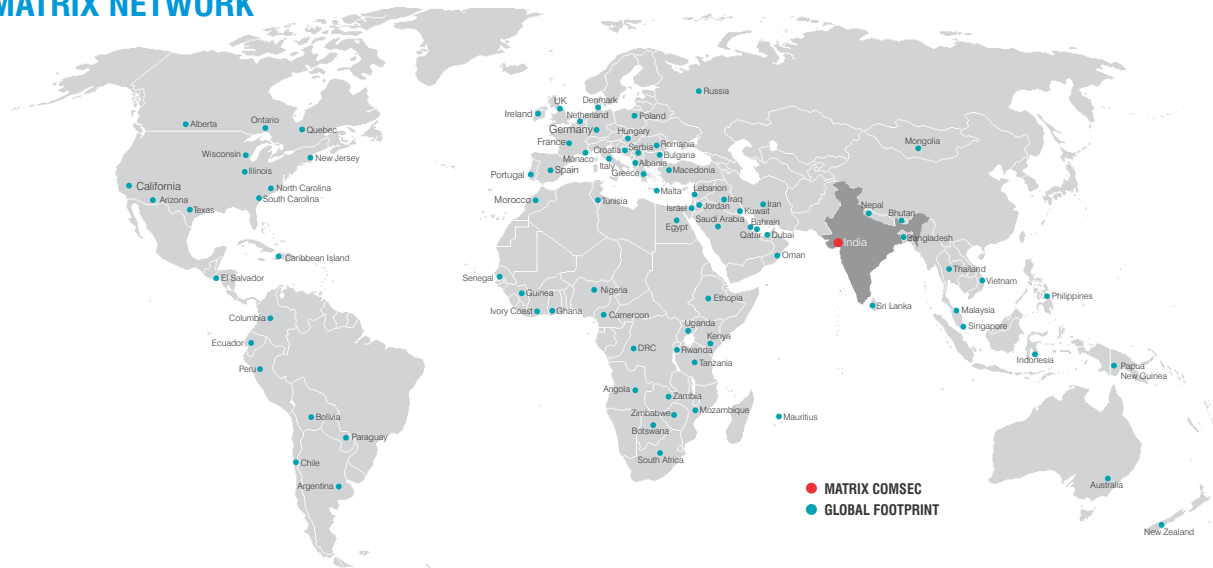 MATRIX NETWORK
Russia
UK
Denmark
Ireland
Netherland
Poland
Alberta
Ontario
Quebec
Germany
Hungary
France
Croatia
Serbia
Romania
Mongolia
Wisconsin
New Jersey
Monaco
Italy
Bulgaria
Albania
Illinois
Portugal
Spain
Greece
Macedonia
California
North Carolina
Malta
Lebanon
Arizona
South Carolina
Morocco
Tunisia
Iraq
Iran
Texas
Israel
Jordan
Kuwait
Nepal
Egypt
Saudi Arabia
Bahrain
Bhutan
Qatar
Dubai
India
Bangladesh
Caribbean Island
Oman
El Salvador
Senegal
Thailand
Vietnam
Guinea
Nigeria
Ethopia
Philippines
Ivory Coast
Ghana
Cameroon
Sri Lanka
Malaysia
Columbia
Uganda
Singapore
Ecuador
Kenya
DRC
Rwanda
Indonesia
Peru
Tanzania
Papua
New Guinea
Angola
Zambia
Bolivia
Zimbabwe
Mozambique
Mauritius
Paraguay
Botswana
Chile
South Africa
Argentina
Australia
MATRIX COMSEC
GLOBAL FOOTPRINT
New Zealand